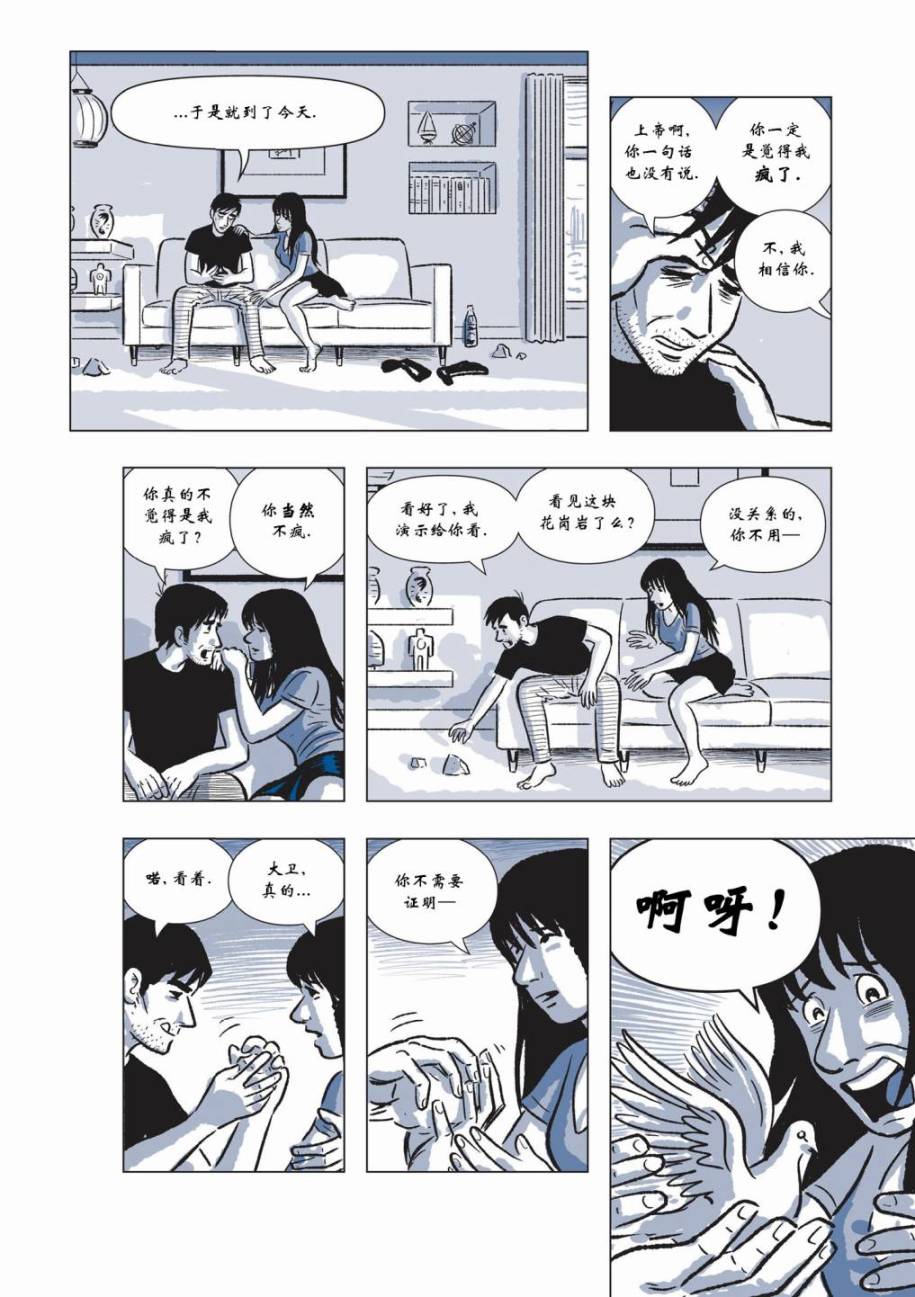 …于是就到了今天.
上帝啊,
你一句话
也没有说.
你一定
是觉得我
疯了.
不,我
相信你.
你真的不
觉得是我
疯了?
你当然
不疯.
看好了,我
演示给你看.
看见这块
花岗岩了么?
没关系的,
你不用—
喏,看着.
大卫,
真的…
你不需要
证明—
啊呀!